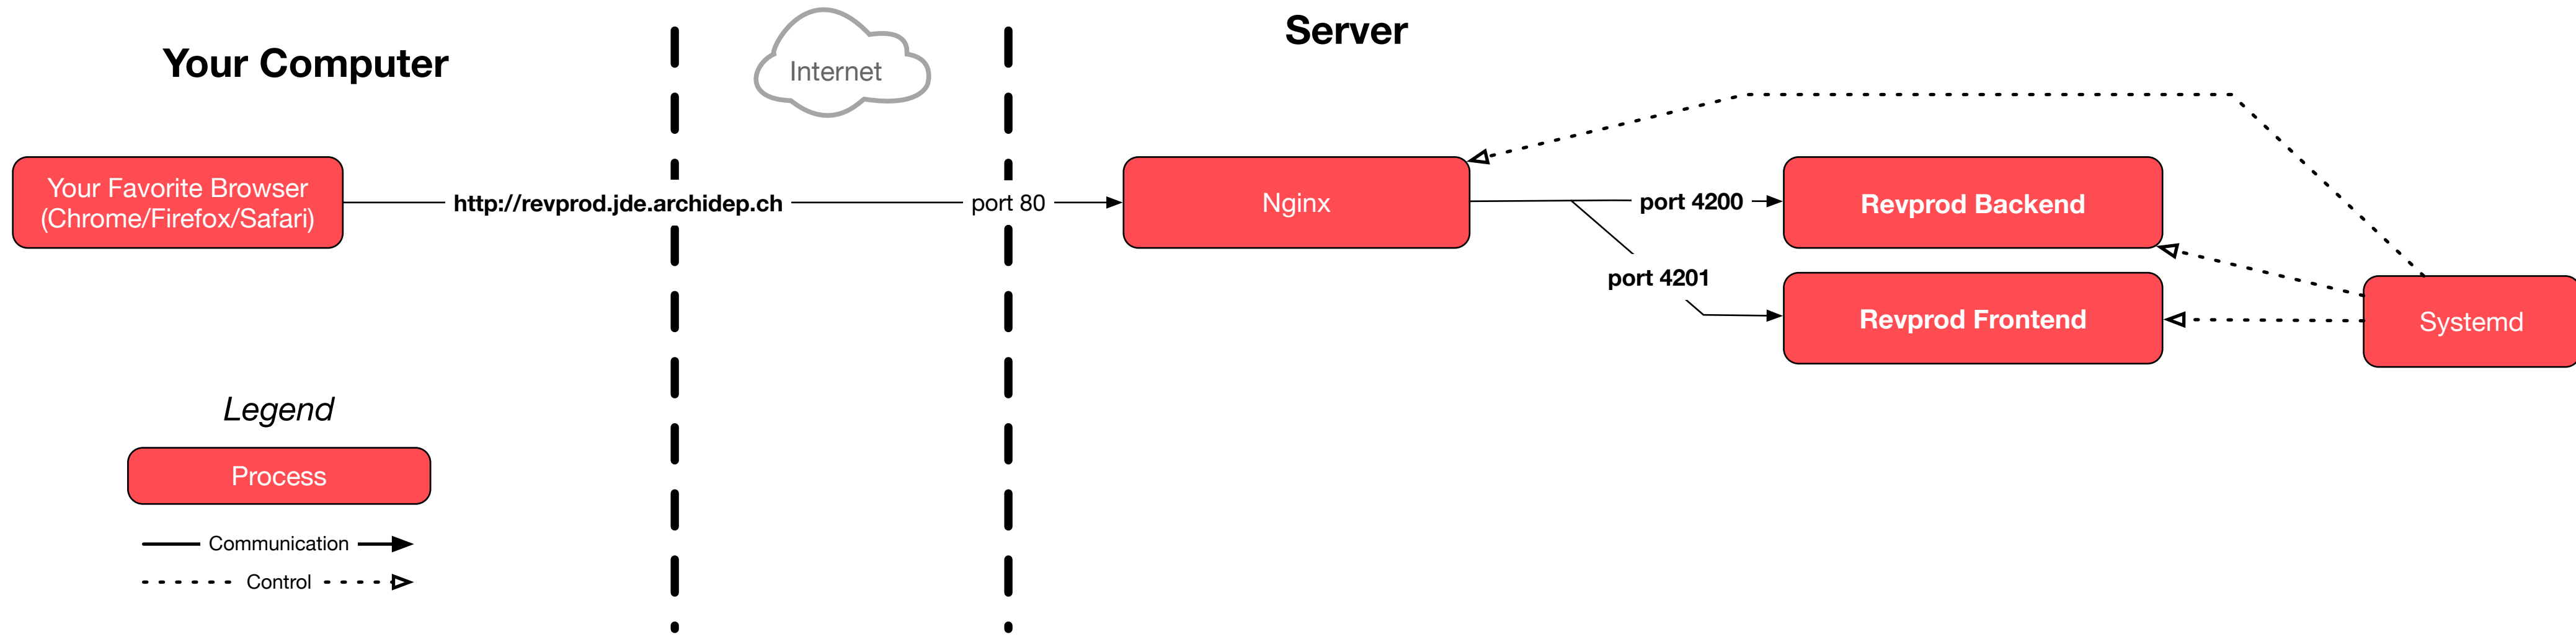 Your Computer
Internet
Server
Your Favorite Browser
(Chrome/Firefox/Safari)
http://revprod.jde.archidep.ch
port 80
Nginx
port 4200
Revprod Backend
port 4201
Revprod Frontend
Systemd
Legend
Process
Communication
Control